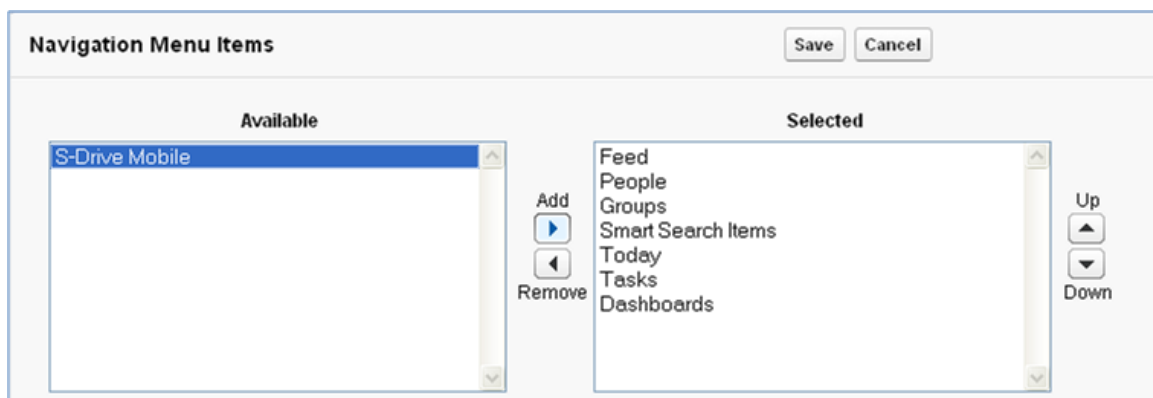 Navigation Menu Items
Save
Cancel
Available
Selected
S-Drive Mobile
Feed
People
Groups
Smart Search Items
Today
Tasks
Dashboards
Add
Remove
Up
Down